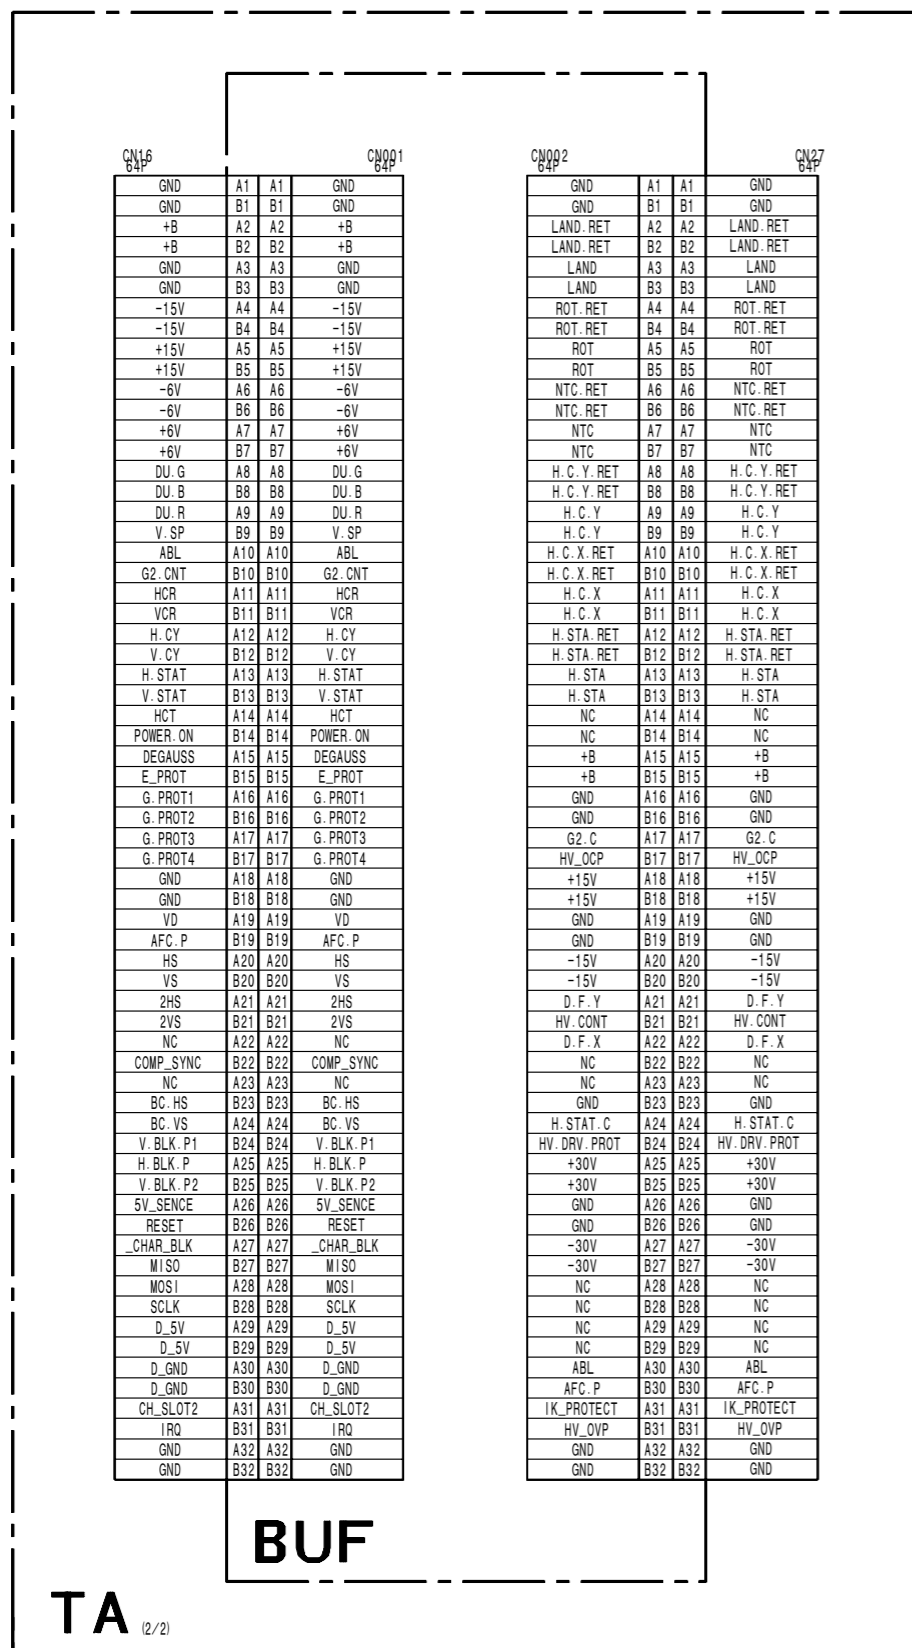 CN16 CN001 CN002 CN27
64P 64P 64P 64P
GND A1 A1 GND GND A1 A1 GND
GND B1 B1 GND GND B1 B1 GND
+B A2 A2 +B LAND.RET A2 A2 LAND.RET
+B B2 B2 +B LAND.RET B2 B2 LAND.RET
GND A3 A3 GND LAND A3 A3 LAND
GND B3 B3 GND LAND B3 B3 LAND
-15V A4 A4 -15V ROT.RET A4 A4 ROT.RET
-15V B4 B4 -15V ROT.RET B4 B4 ROT.RET
+15V A5 A5 +15V ROT A5 A5 ROT
+15V B5 B5 +15V ROT B5 B5 ROT
-6V A6 A6 -6V NTC.RET A6 A6 NTC.RET
-6V B6 B6 -6V NTC.RET B6 B6 NTC.RET
+6V A7 A7 +6V NTC A7 A7 NTC
+6V B7 B7 +6V NTC B7 B7 NTC
DU.G A8 A8 DU.G H.C.Y.RET A8 A8 H.C.Y.RET
DU.B B8 B8 DU.B H.C.Y.RET B8 B8 H.C.Y.RET
DU.R A9 A9 DU.R H.C.Y A9 A9 H.C.Y
V.SP B9 B9 V.SP H.C.Y B9 B9 H.C.Y
ABL A10 A10 ABL H.C.X.RET A10 A10 H.C.X.RET
G2.CNT B10 B10 G2.CNT H.C.X.RET B10 B10 H.C.X.RET
HCR A11 A11 HCR H.C.X A11 A11 H.C.X
VCR B11 B11 VCR H.C.X B11 B11 H.C.X
H.CY A12 A12 H.CY H.STA.RET A12 A12 H.STA.RET
V.CY B12 B12 V.CY H.STA.RET B12 B12 H.STA.RET
H.STAT A13 A13 H.STAT H.STA A13 A13 H.STA
V.STAT B13 B13 V.STAT H.STA B13 B13 H.STA
HCT A14 A14 HCT NC A14 A14 NC
POWER.ON B14 B14 POWER.ON NC B14 B14 NC
DEGAUSS A15 A15 DEGAUSS +B A15 A15 +B
E_PROT B15 B15 E_PROT +B B15 B15 +B
G.PROT1 A16 A16 G.PROT1 GND A16 A16 GND
G.PROT2 B16 B16 G.PROT2 GND B16 B16 GND
G.PROT3 A17 A17 G.PROT3 G2.C A17 A17 G2.C
G.PROT4 B17 B17 G.PROT4 HV_OCP B17 B17 HV_OCP
GND A18 A18 GND +15V A18 A18 +15V
GND B18 B18 GND +15V B18 B18 +15V
VD A19 A19 VD GND A19 A19 GND
AFC.P B19 B19 AFC.P GND B19 B19 GND
HS A20 A20 HS -15V A20 A20 -15V
VS B20 B20 VS -15V B20 B20 -15V
2HS A21 A21 2HS D.F.Y A21 A21 D.F.Y
2VS B21 B21 2VS HV.CONT B21 B21 HV.CONT
NC A22 A22 NC D.F.X A22 A22 D.F.X
COMP_SYNC B22 B22 COMP_SYNC NC B22 B22 NC
NC A23 A23 NC NC A23 A23 NC
BC.HS B23 B23 BC.HS GND B23 B23 GND
BC.VS A24 A24 BC.VS H.STAT.C A24 A24 H.STAT.C
V.BLK.P1 B24 B24 V.BLK.P1 HV.DRV.PROT B24 B24 HV.DRV.PROT
H.BLK.P A25 A25 H.BLK.P +30V A25 A25 +30V
V.BLK.P2 B25 B25 V.BLK.P2 +30V B25 B25 +30V
5V_SENCE A26 A26 5V_SENCE GND A26 A26 GND
RESET B26 B26 RESET GND B26 B26 GND
_CHAR_BLK A27 A27 _CHAR_BLK -30V A27 A27 -30V
MISO B27 B27 MISO -30V B27 B27 -30V
MOSI A28 A28 MOSI NC A28 A28 NC
SCLK B28 B28 SCLK NC B28 B28 NC
D_5V A29 A29 D_5V NC A29 A29 NC
D_5V B29 B29 D_5V NC B29 B29 NC
D_GND A30 A30 D_GND ABL A30 A30 ABL
D_GND B30 B30 D_GND AFC.P B30 B30 AFC.P
CH_SLOT2 A31 A31 CH_SLOT2 IK_PROTECT A31 A31 IK_PROTECT
IRQ B31 B31 IRQ HV_OVP B31 B31 HV_OVP
GND A32 A32 GND GND A32 A32 GND
GND B32 B32 GND GND B32 B32 GND
BUF
TA (2/2)